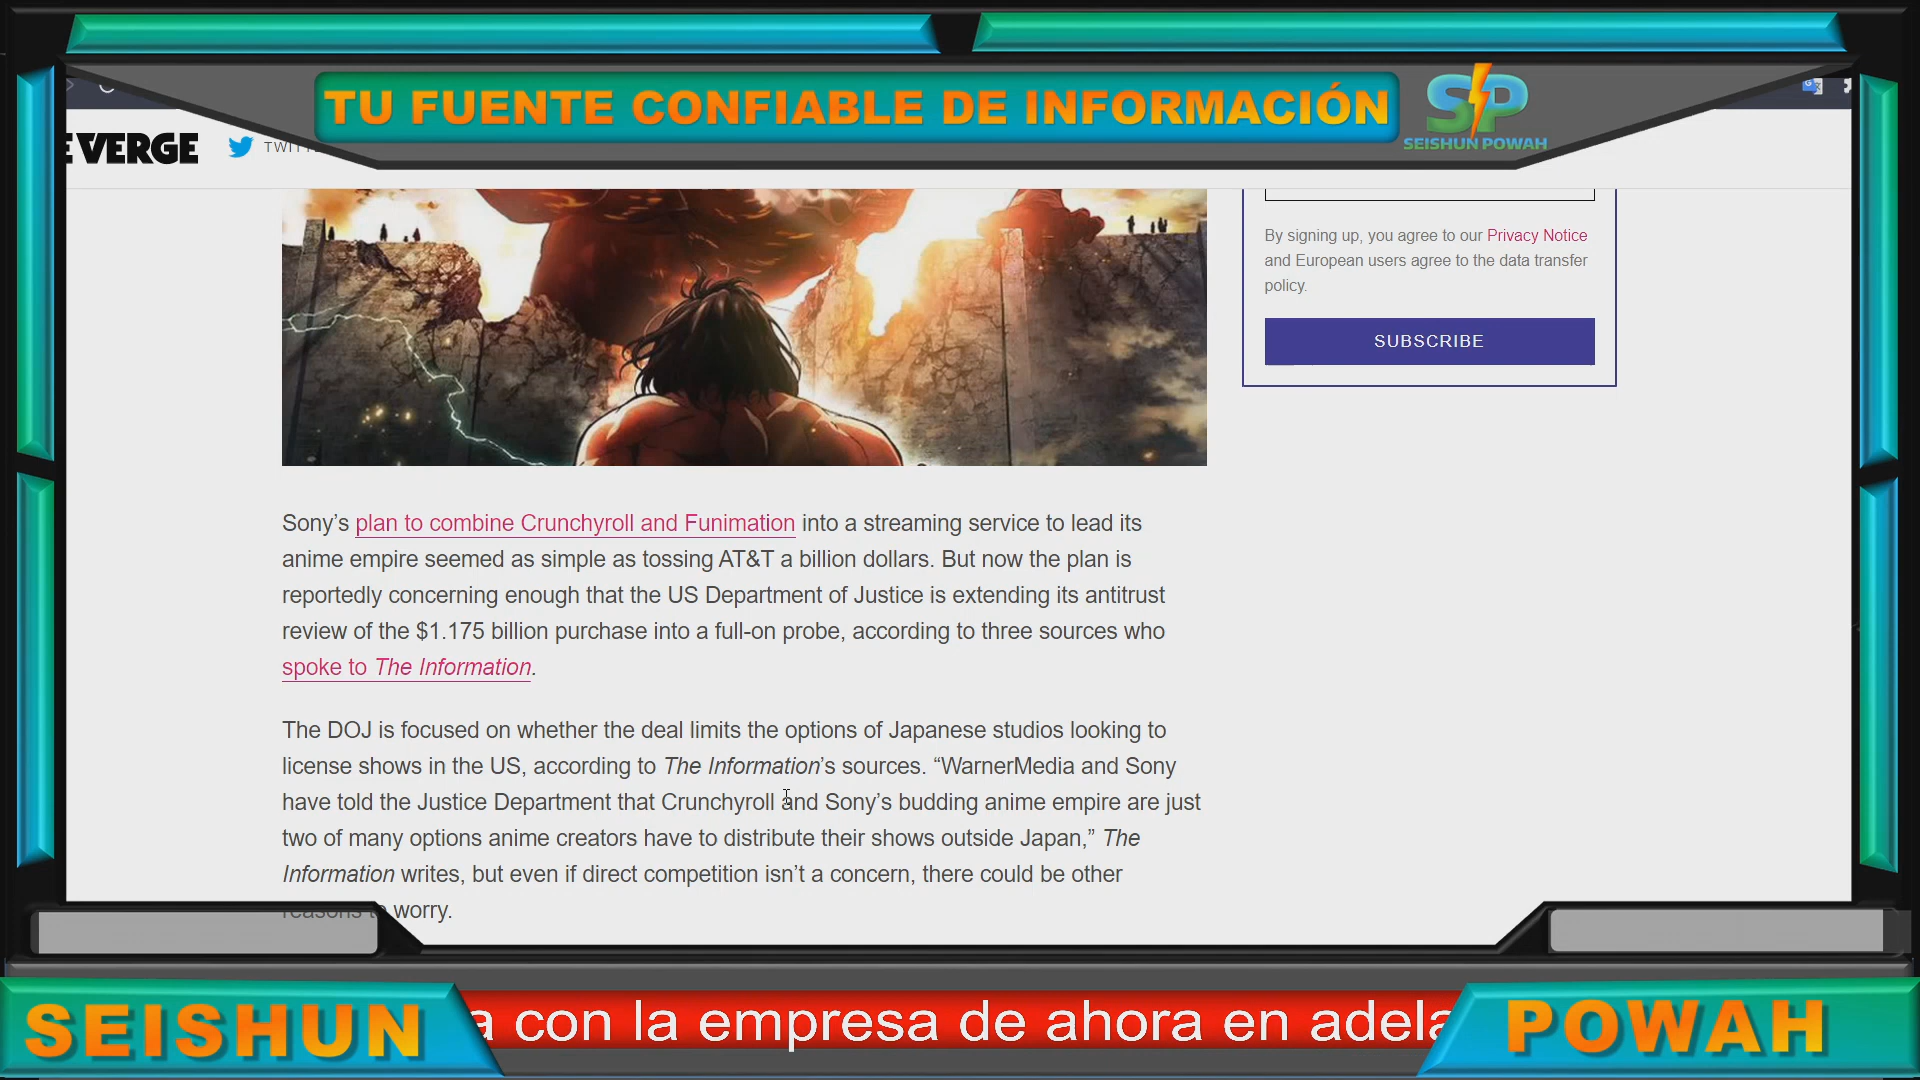 TU FUENTE CONFIABLE DE INFORMACIÓN
SP
SEISHUN POWAH
E VERGE
By signing up, you agree to our Privacy Notice
and European users agree to the data transfer
policy.
SUBSCRIBE
Sony’s plan to combine Crunchyroll and Funimation into a streaming service to lead its
anime empire seemed as simple as tossing AT&T a billion dollars. But now the plan is
reportedly concerning enough that the US Department of Justice is extending its antitrust
review of the $1.175 billion purchase into a full-on probe, according to three sources who
spoke to The Information.
The DOJ is focused on whether the deal limits the options of Japanese studios looking to
license shows in the US, according to The Information’s sources. “WarnerMedia and Sony
have told the Justice Department that Crunchyroll and Sony’s budding anime empire are just
two of many options anime creators have to distribute their shows outside Japan,” The
Information writes, but even if direct competition isn’t a concern, there could be other
reasons to worry.
SEISHUN
a con la empresa de ahora en adela
POWAH